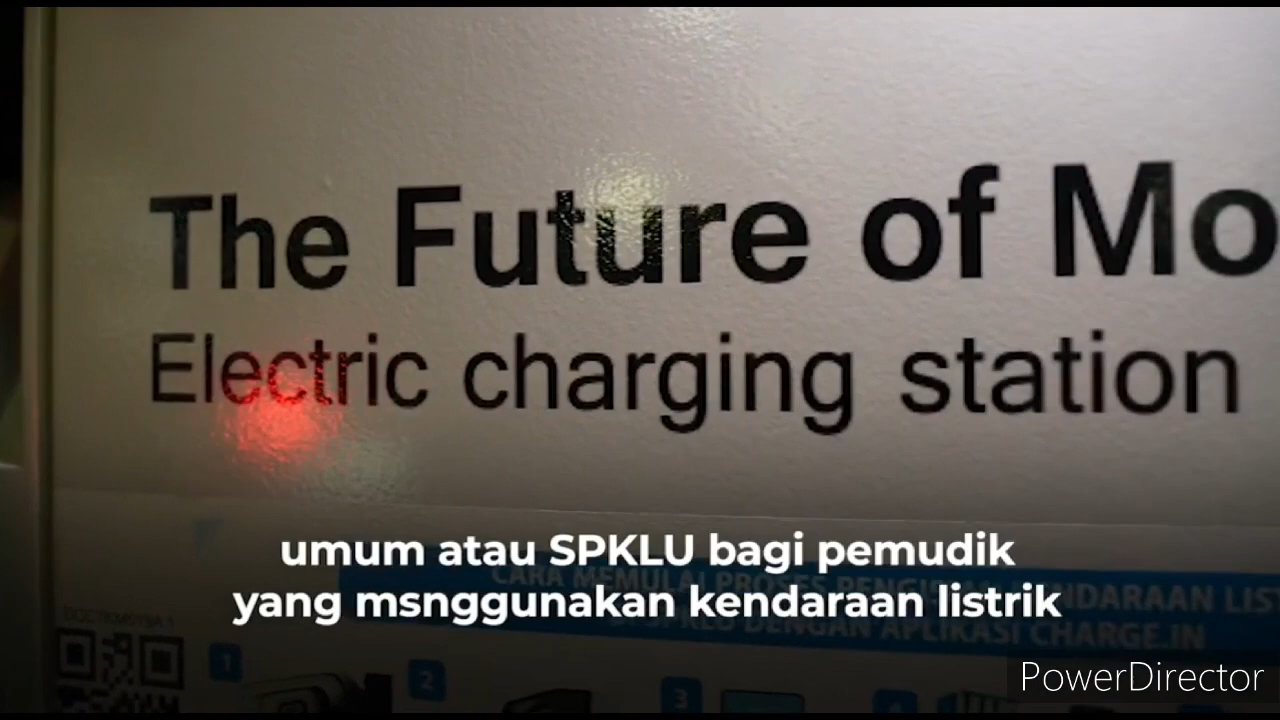 The Future of Mo
Electric charging station
umum atau SPKLU bagi pemudik
yang msnggunakan kendaraan listrik
CARA MEMULAI PROSES PENGISIAN KENDARAAN LIST
DI SPKLU DENGAN APLIKASI CHARGE.IN
1
2
3
4
PowerDirector